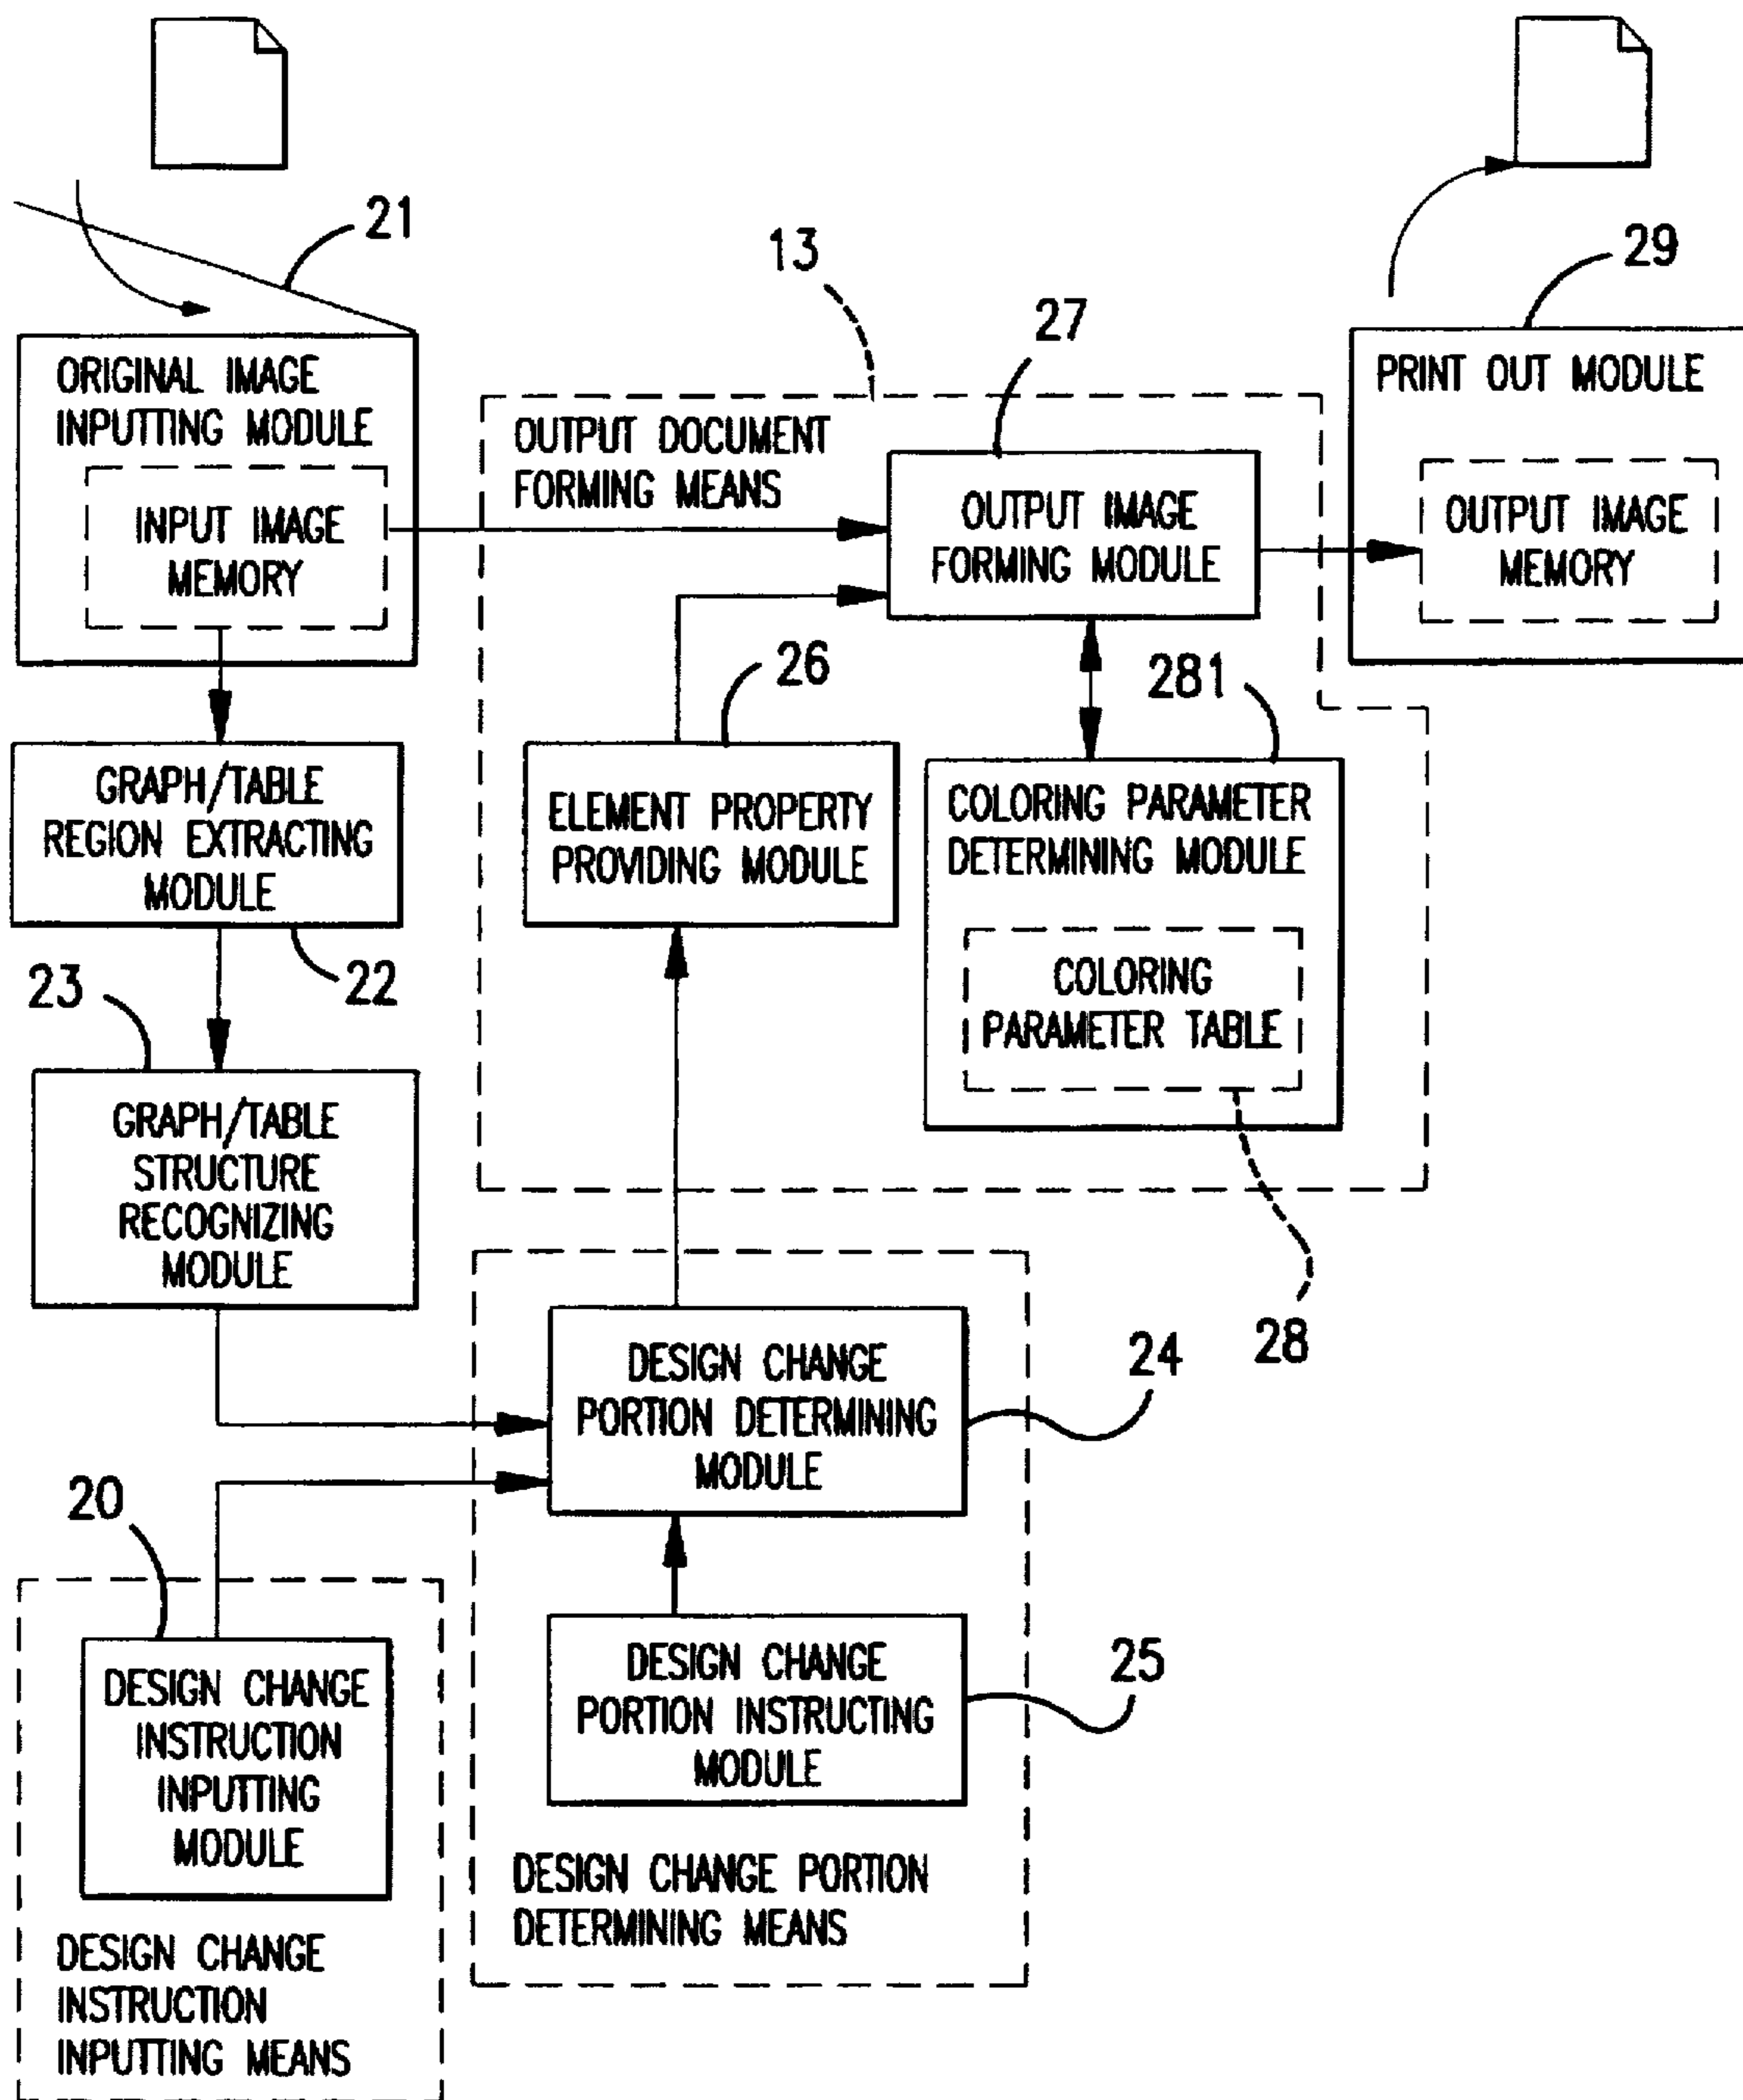 21
ORIGINAL IMAGE
INPUTTING MODULE
INPUT IMAGE
MEMORY
13
OUTPUT DOCUMENT
FORMING MEANS
27
OUTPUT IMAGE
FORMING MODULE
29
PRINT OUT MODULE
OUTPUT IMAGE
MEMORY
GRAPH/TABLE
REGION EXTRACTING
MODULE
22
26
ELEMENT PROPERTY
PROVIDING MODULE
281
COLORING PARAMETER
DETERMINING MODULE
COLORING
PARAMETER TABLE
28
23
GRAPH/TABLE
STRUCTURE
RECOGNIZING
MODULE
DESIGN CHANGE
PORTION DETERMINING
MODULE
24
20
DESIGN CHANGE
INSTRUCTION
INPUTTING
MODULE
DESIGN CHANGE
INSTRUCTION
INPUTTING MEANS
DESIGN CHANGE
PORTION INSTRUCTING
MODULE
25
DESIGN CHANGE PORTION
DETERMINING MEANS